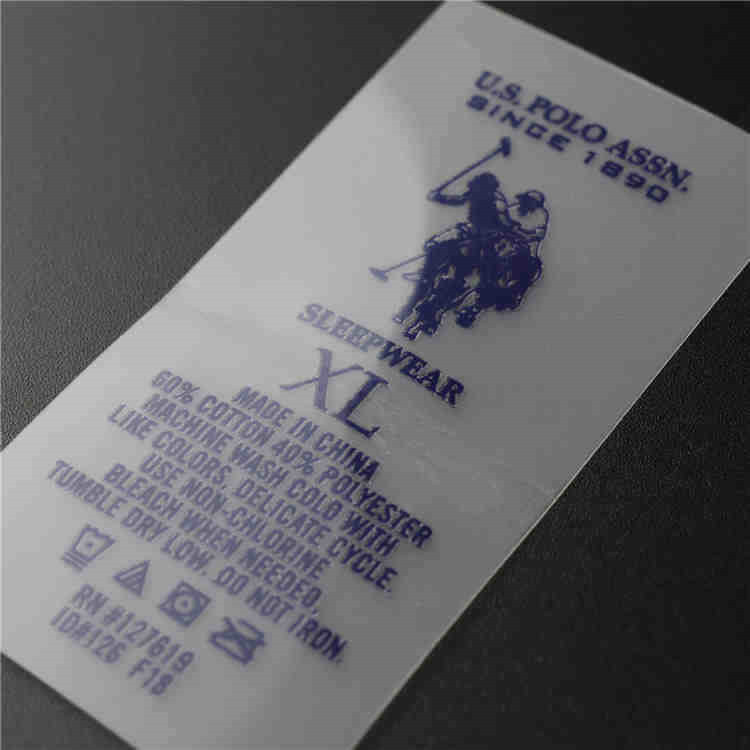 U.S. POLO ASSN.
SINCE 1890
SLEEPWEAR
XL
MADE IN CHINA
60% COTTON 40% POLYESTER
MACHINE WASH COLD WITH
LIKE COLORS, DELICATE CYCLE.
USE NON-CHLORINE
BLEACH WHEN NEEDED,
TUMBLE DRY LOW. DO NOT IRON.
RN #127619
ID#126 F18